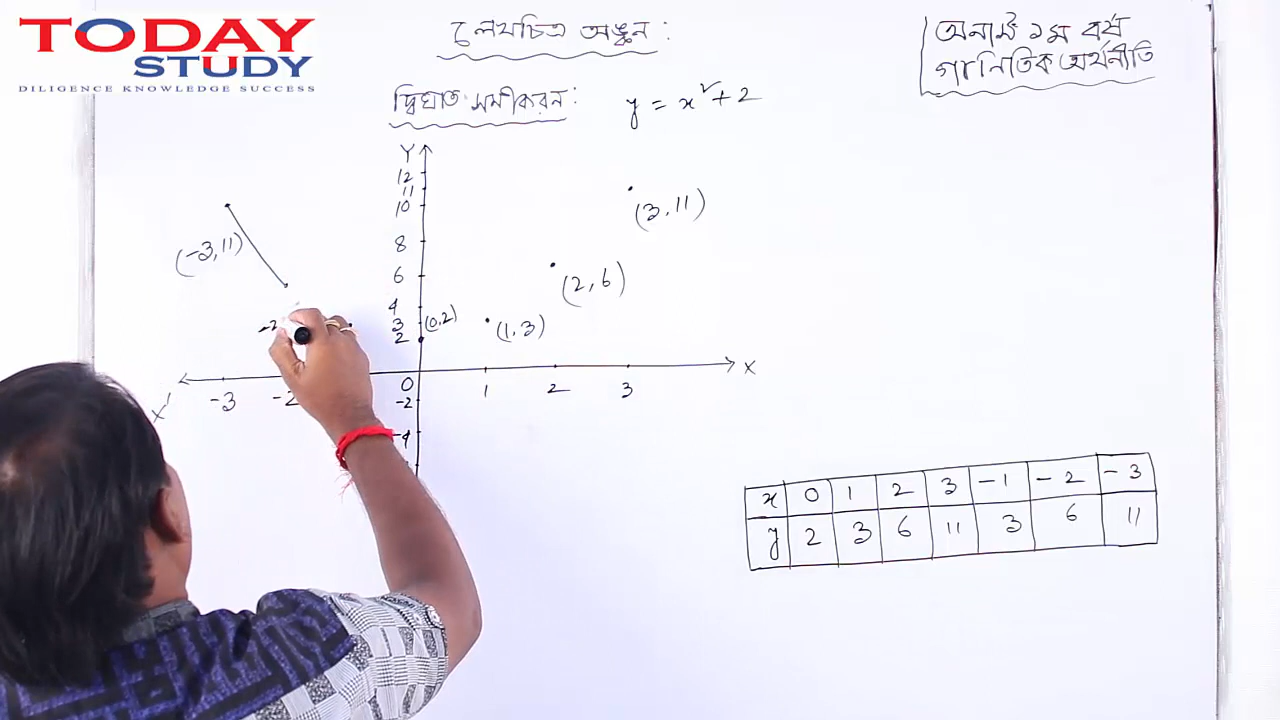 TODAY
STUDY
DILIGENCE KNOWLEDGE SUCCESS
লেখচিত্র অঙ্কন:
অনার্স ১ম বর্ষ
গাণিতিক অর্থনীতি
দ্বিঘাত সমীকরন: y = x² + 2
Y
12
11
10
8
6
4
3
2
(-3, 11)
(3, 11)
(2, 6)
(0, 2)
(1, 3)
-2
X
X'
-3
-2
0
1
2
3
-2
-4
x 0 1 2 3 -1 -2 -3
y 2 3 6 11 3 6 11